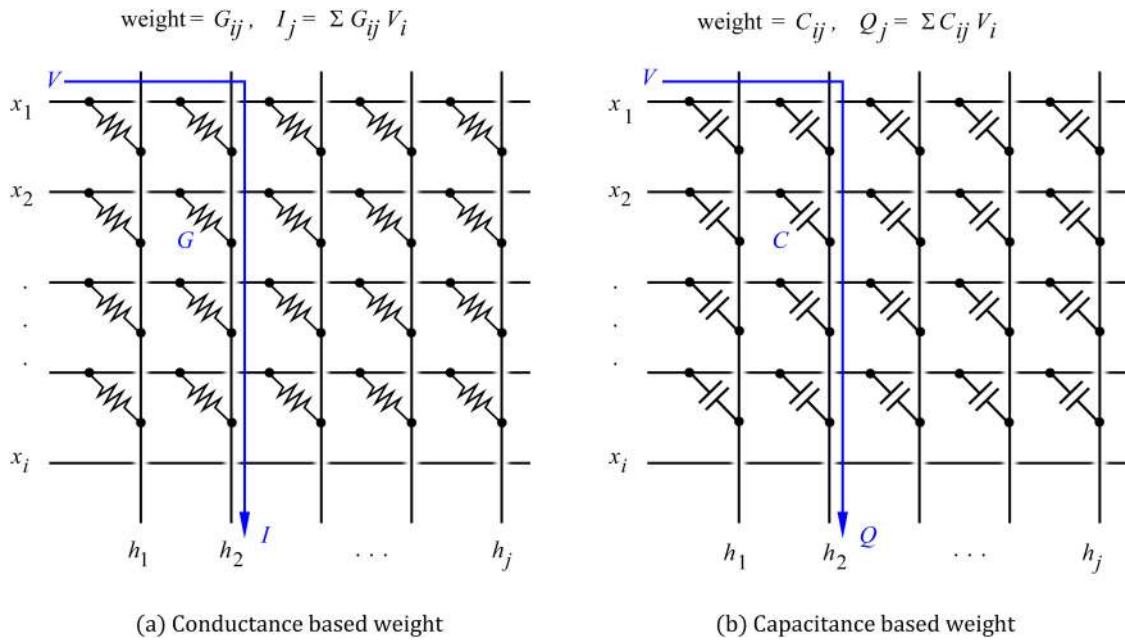 weight = G_ij, I_j = Σ G_ij V_i
V
x_1
x_2
G
.
.
.
x_i
I
h_1 h_2 . . . h_j
(a) Conductance based weight
weight = C_ij, Q_j = Σ C_ij V_i
V
x_1
x_2
C
.
.
.
x_i
Q
h_1 h_2 . . . h_j
(b) Capacitance based weight